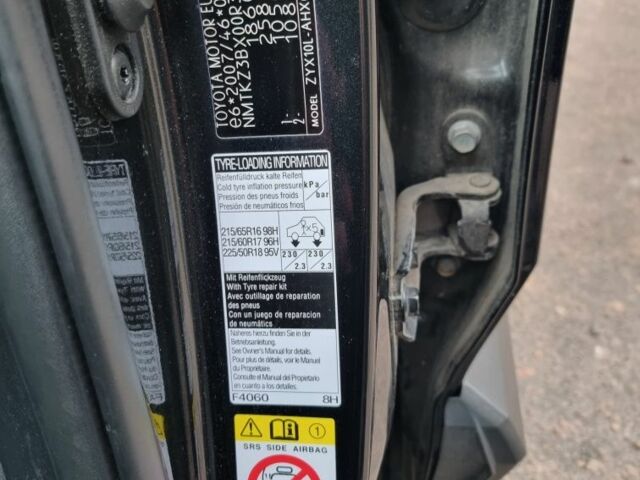 TOYOTA MOTOR EU
e6*2007/46*0
NMTKZ3BX00
MODEL ZYX10L-AHX
TYRE-LOADING INFORMATION
Reifenfülldruck kalte Reifen
Cold tyre inflation pressure
Pression des pneus froids
Presión de neumáticos fríos
kPa/bar
x5
215/65R16 98H
215/60R17 96H
225/50R18 95V
230/2.3 230/2.3
Mit Reifenflickzeug
With Tyre repair kit
Avec outillage de reparation
des pneus
Con un juego de reparacion
de neumáticos
Näheres hierzu finden Sie in der
Betriebsanleitung.
See Owner's Manual for details.
Pour plus de détails, voir le Manuel
du Propriétaire.
Consulte el Manual del Propietario
en cuanto a los detalles.
F4060 8H
SRS SIDE AIRBAG